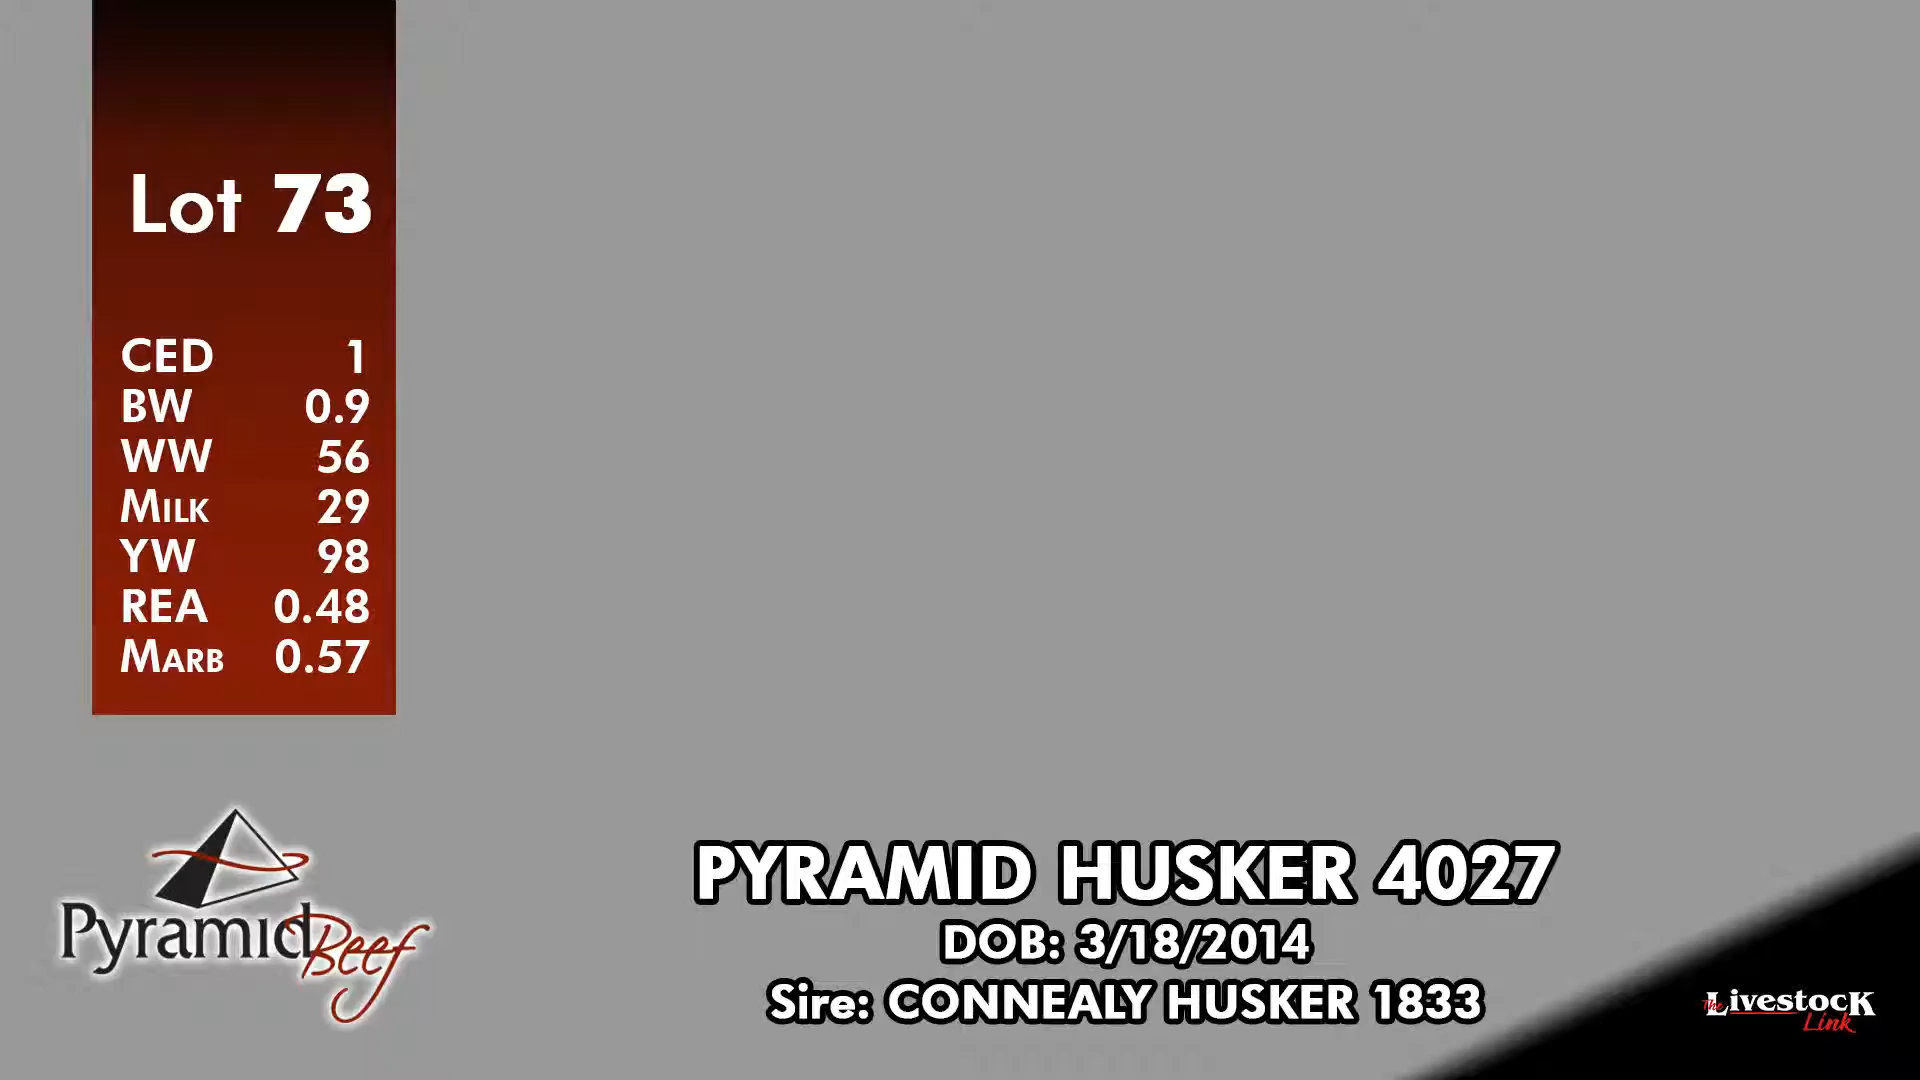 Lot 73
CED 1
BW 0.9
WW 56
MILK 29
YW 98
REA 0.48
MARB 0.57
Pyramid Beef
PYRAMID HUSKER 4027
DOB: 3/18/2014
Sire: CONNEALY HUSKER 1833
The Livestock
Link